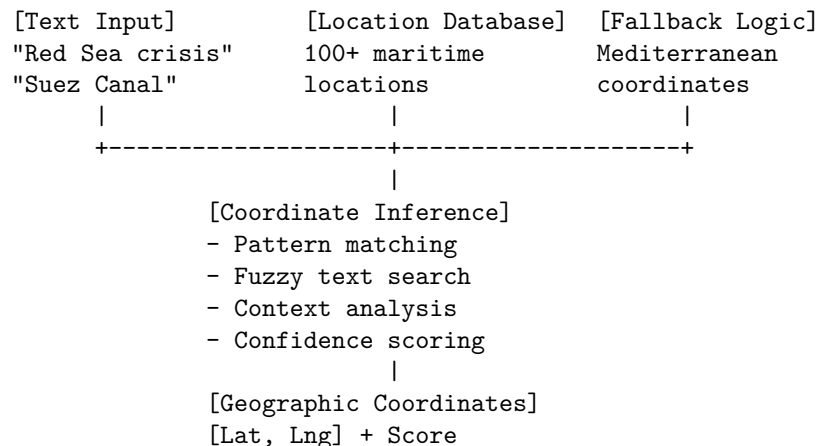 [Text Input] [Location Database] [Fallback Logic]
"Red Sea crisis" 100+ maritime Mediterranean
"Suez Canal" locations coordinates
| | |
+--------------------+--------------------+
|
[Coordinate Inference]
- Pattern matching
- Fuzzy text search
- Context analysis
- Confidence scoring
|
[Geographic Coordinates]
[Lat, Lng] + Score